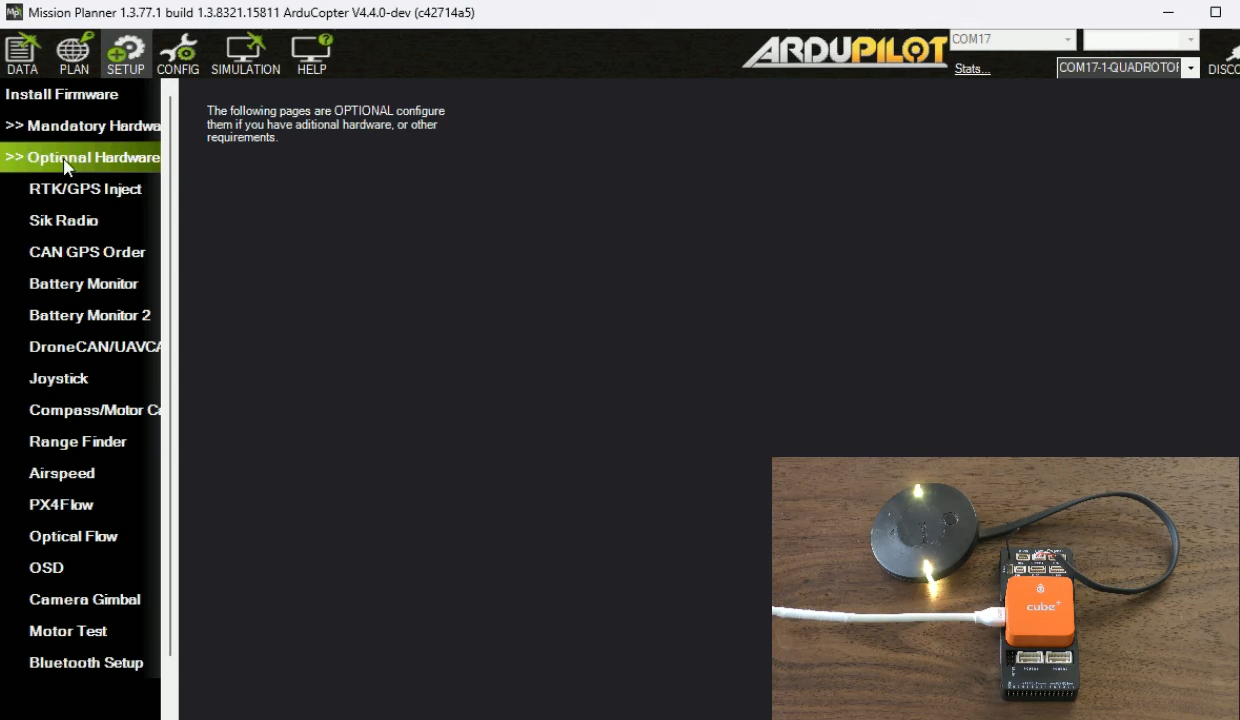 Mission Planner 1.3.77.1 build 1.3.8321.15811 ArduCopter V4.4.0-dev (c42714a5)
DATA PLAN SETUP CONFIG SIMULATION HELP
ARDUPILOT
COM17
Stats...
COM17-1-QUADROTOR
DISCO
Install Firmware
>> Mandatory Hardwa
>> Optional Hardware
RTK/GPS Inject
Sik Radio
CAN GPS Order
Battery Monitor
Battery Monitor 2
DroneCAN/UAVCA
Joystick
Compass/Motor Ca
Range Finder
Airspeed
PX4Flow
Optical Flow
OSD
Camera Gimbal
Motor Test
Bluetooth Setup
The following pages are OPTIONAL configure
them if you have aditional hardware, or other
requirements.
cube+